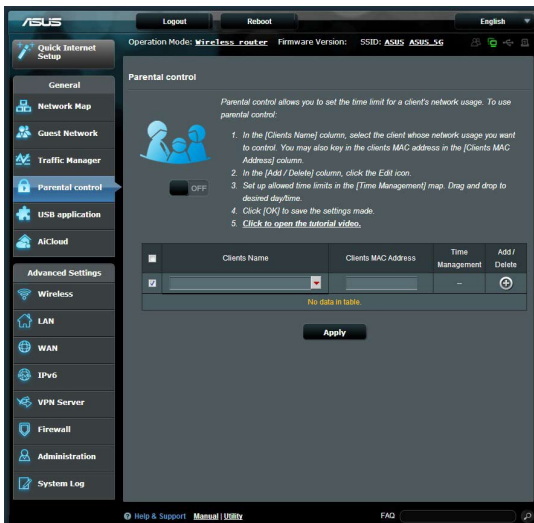 ASUS
Logout
Reboot
English
Quick Internet
Setup
Operation Mode: Wireless router Firmware Version: SSID: ASUS ASUS_5G
General
Network Map
Guest Network
Traffic Manager
Parental control
USB application
AiCloud
Advanced Settings
Wireless
LAN
WAN
IPv6
VPN Server
Firewall
Administration
System Log
Parental control
Parental control allows you to set the time limit for a client's network usage. To use
parental control:
1. In the [Clients Name] column, select the client whose network usage you want
to control. You may also key in the clients MAC address in the [Clients MAC
Address] column.
2. In the [Add / Delete] column, click the Edit icon.
3. Set up allowed time limits in the [Time Management] map. Drag and drop to
desired day/time.
4. Click [OK] to save the settings made.
5. Click to open the tutorial video.
OFF
Clients Name
Clients MAC Address
Time
Management
Add /
Delete
--
No data in table.
Apply
Help & Support Manual | Utility
FAQ